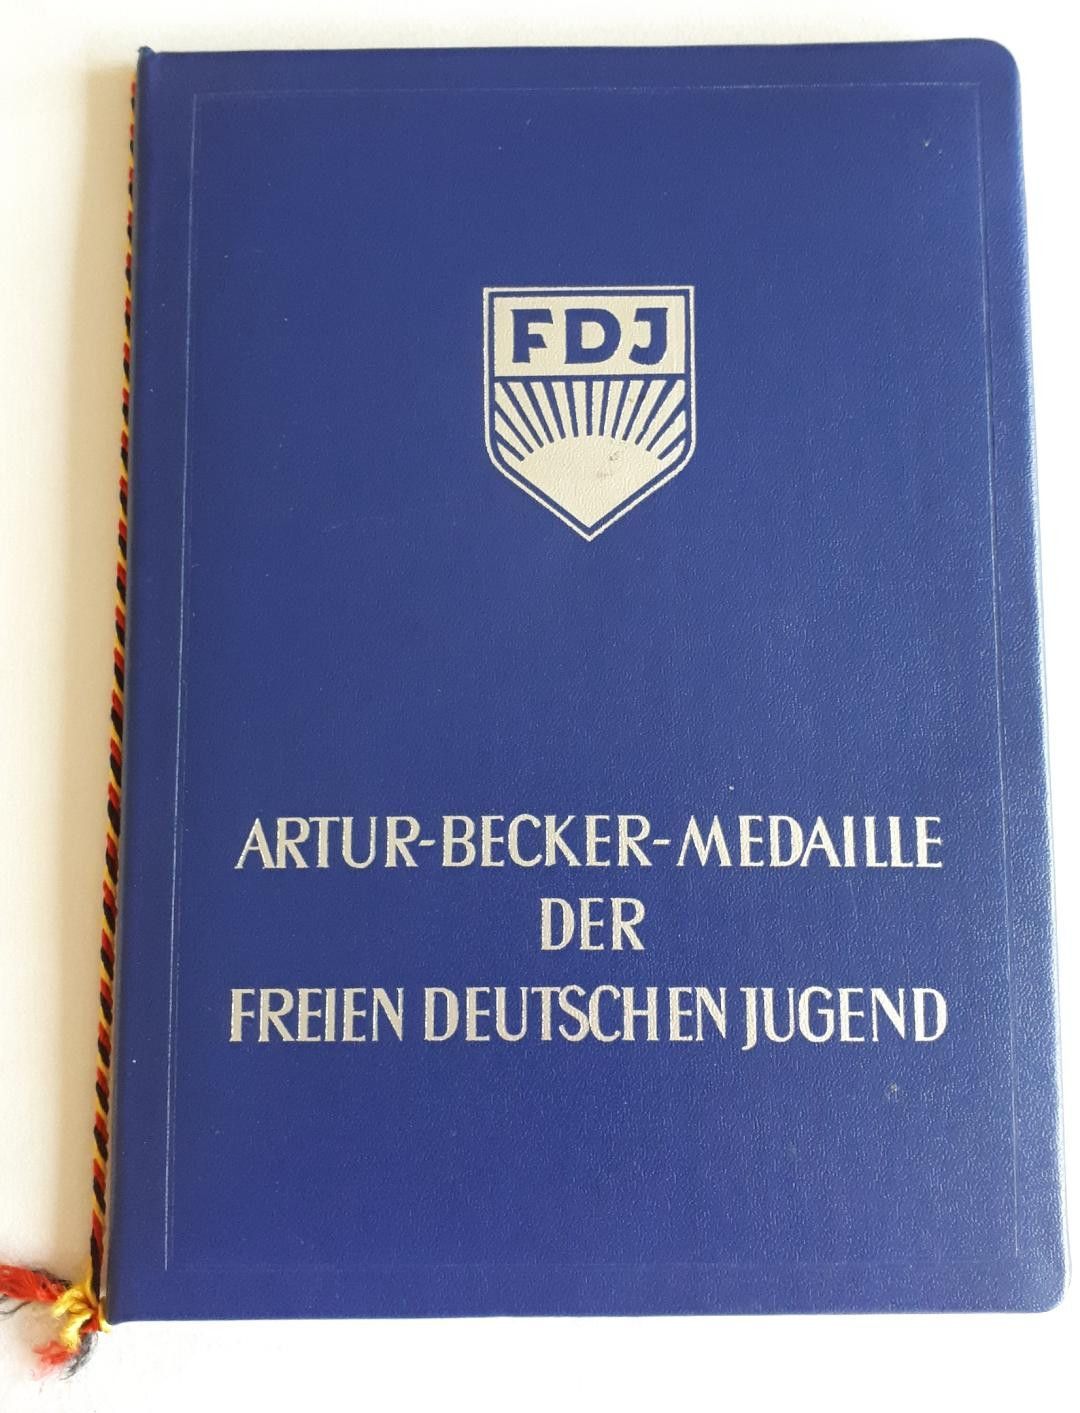 FDJ
ARTUR-BECKER-MEDAILLE
DER
FREIEN DEUTSCHEN JUGEND